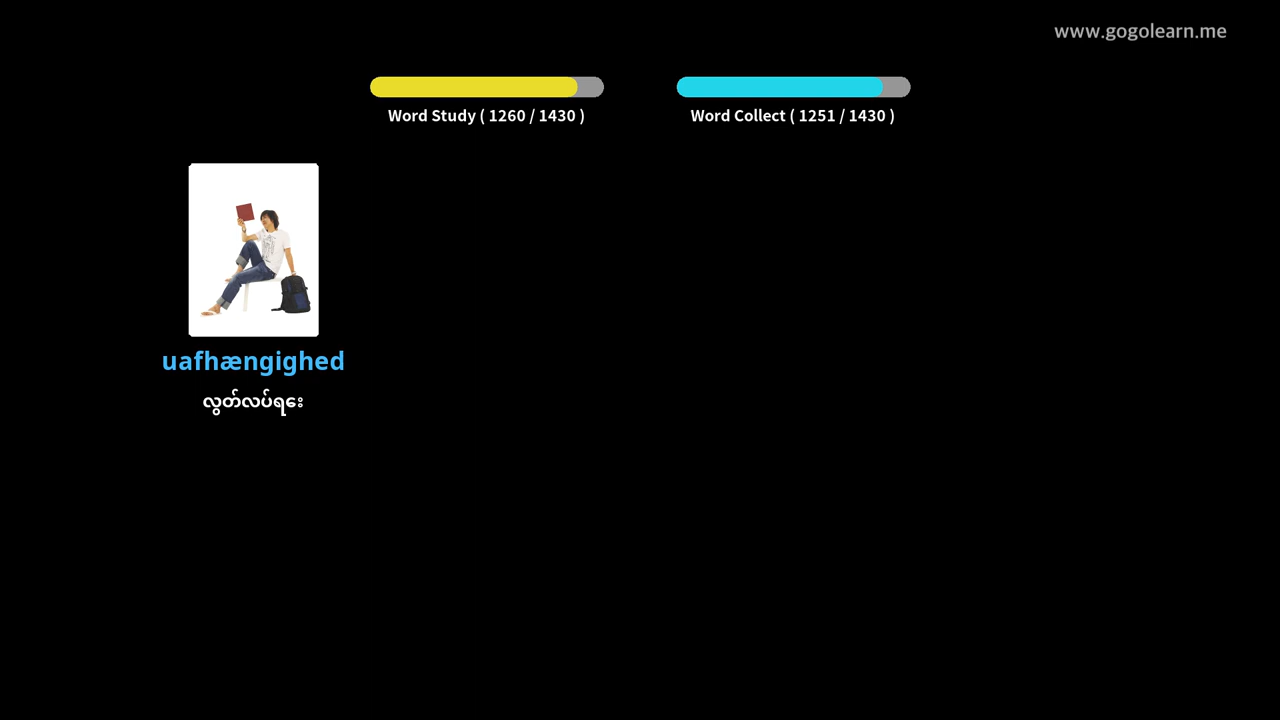 www.gogolearn.me
Word Study ( 1260 / 1430 )
Word Collect ( 1251 / 1430 )
uafhængighed
လွတ်လပ်ရေး